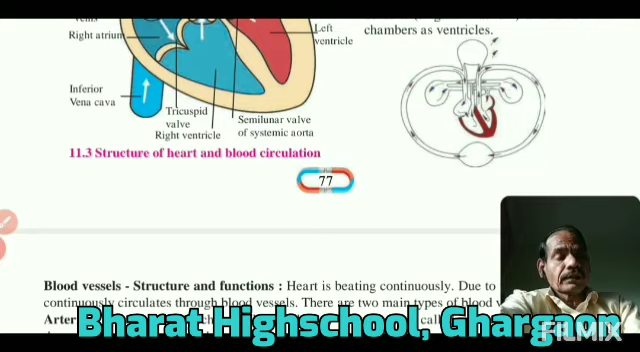 Left
ventricle
chambers as ventricles.
Right atrium
Inferior
Vena cava
Tricuspid
valve
Right ventricle
Semilunar valve
of systemic aorta
11.3 Structure of heart and blood circulation
77
Blood vessels - Structure and functions : Heart is beating continuously. Due to
continuously circulates through blood vessels. There are two main types of blood
Arter
Bharat Highschool, Ghargaon
FILMIX